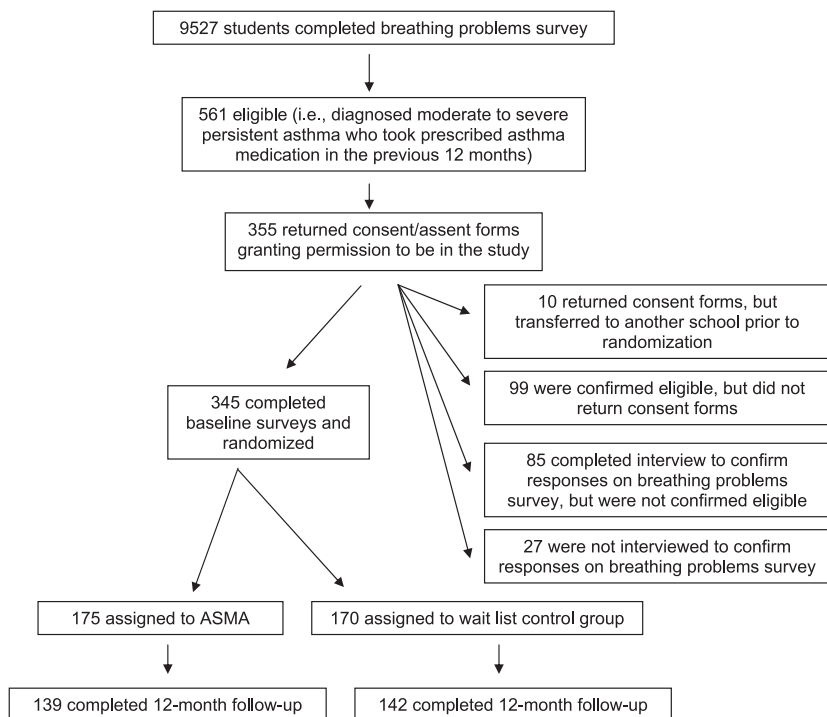 9527 students completed breathing problems survey
561 eligible (i.e., diagnosed moderate to severe
persistent asthma who took prescribed asthma
medication in the previous 12 months)
355 returned consent/assent forms
granting permission to be in the study
10 returned consent forms, but
transferred to another school prior to
randomization
99 were confirmed eligible, but did not
return consent forms
345 completed
baseline surveys and
randomized
85 completed interview to confirm
responses on breathing problems
survey, but were not confirmed eligible
27 were not interviewed to confirm
responses on breathing problems survey
175 assigned to ASMA
170 assigned to wait list control group
139 completed 12-month follow-up
142 completed 12-month follow-up